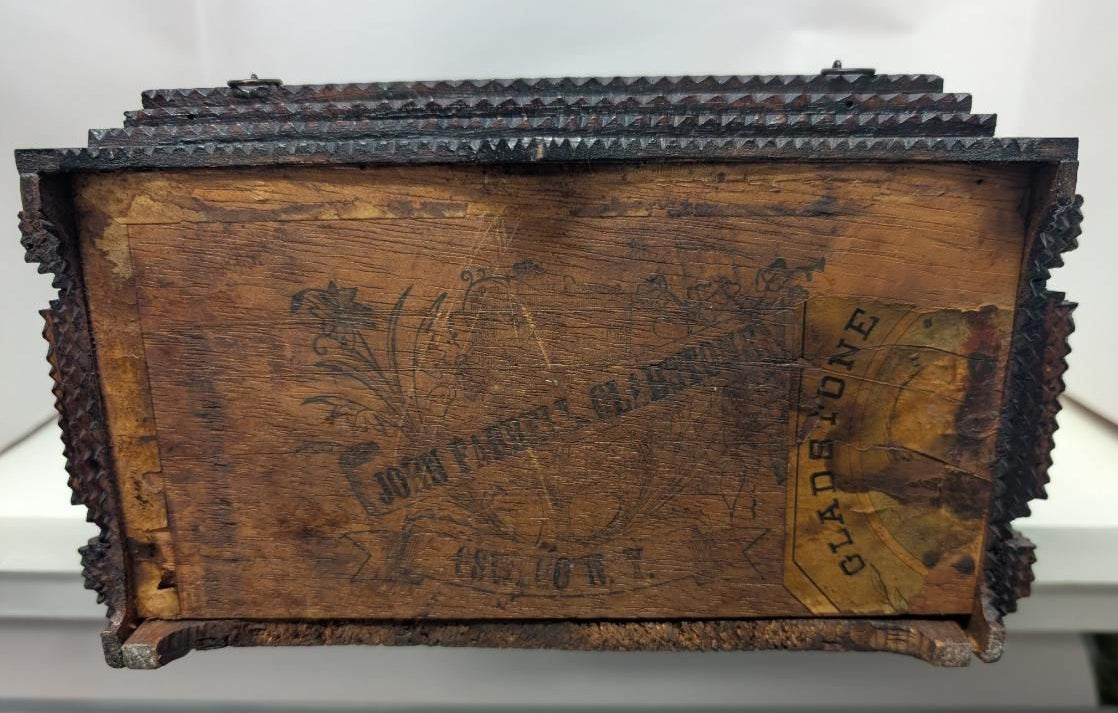 JOHN FARRELL GLADSTONE
N. Y.
GLADSTONE